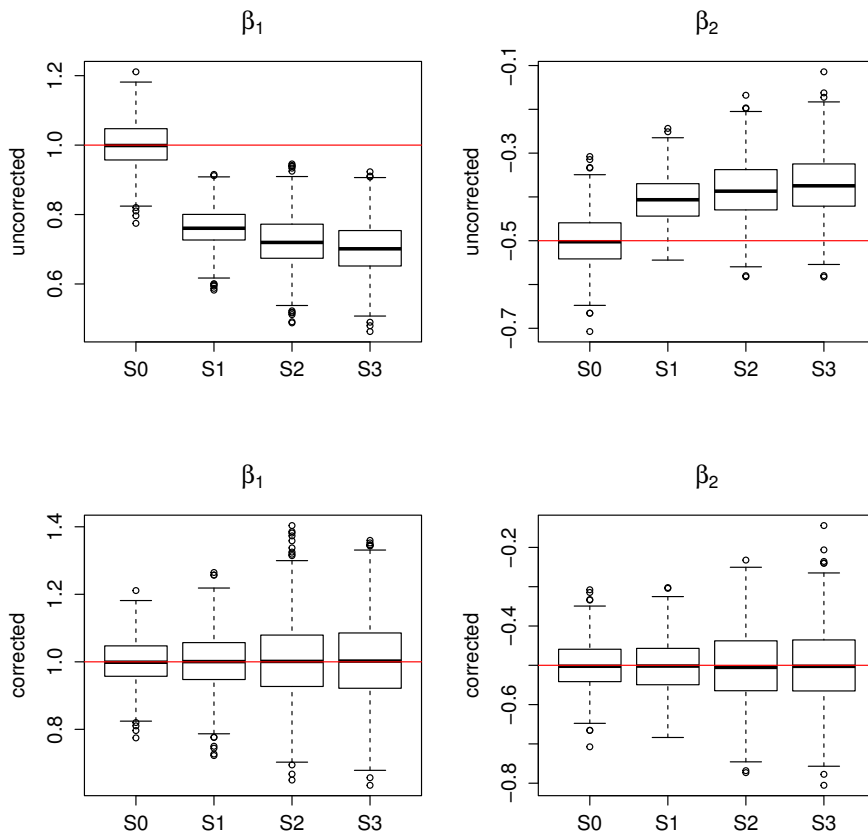 β1
uncorrected
1.2
1.0
0.8
0.6
S0 S1 S2 S3
β2
uncorrected
−0.1
−0.3
−0.5
−0.7
S0 S1 S2 S3
β1
corrected
1.4
1.2
1.0
0.8
S0 S1 S2 S3
β2
corrected
−0.2
−0.4
−0.6
−0.8
S0 S1 S2 S3